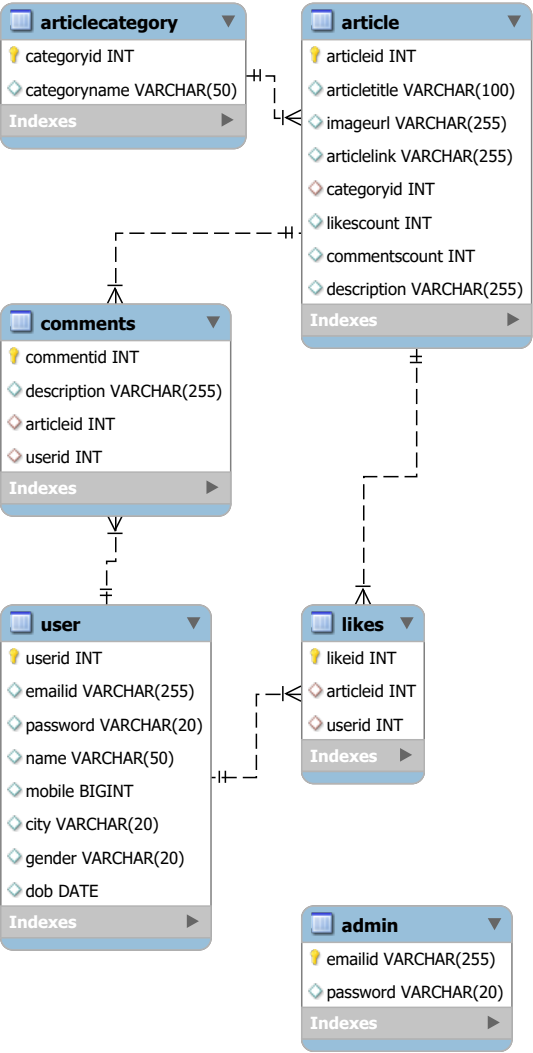 articlecategory
categoryid INT
categoryname VARCHAR(50)
Indexes
article
articleid INT
articletitle VARCHAR(100)
imageurl VARCHAR(255)
articlelink VARCHAR(255)
categoryid INT
likescount INT
commentscount INT
description VARCHAR(255)
Indexes
comments
commentid INT
description VARCHAR(255)
articleid INT
userid INT
Indexes
user
userid INT
emailid VARCHAR(255)
password VARCHAR(20)
name VARCHAR(50)
mobile BIGINT
city VARCHAR(20)
gender VARCHAR(20)
dob DATE
Indexes
likes
likeid INT
articleid INT
userid INT
Indexes
admin
emailid VARCHAR(255)
password VARCHAR(20)
Indexes